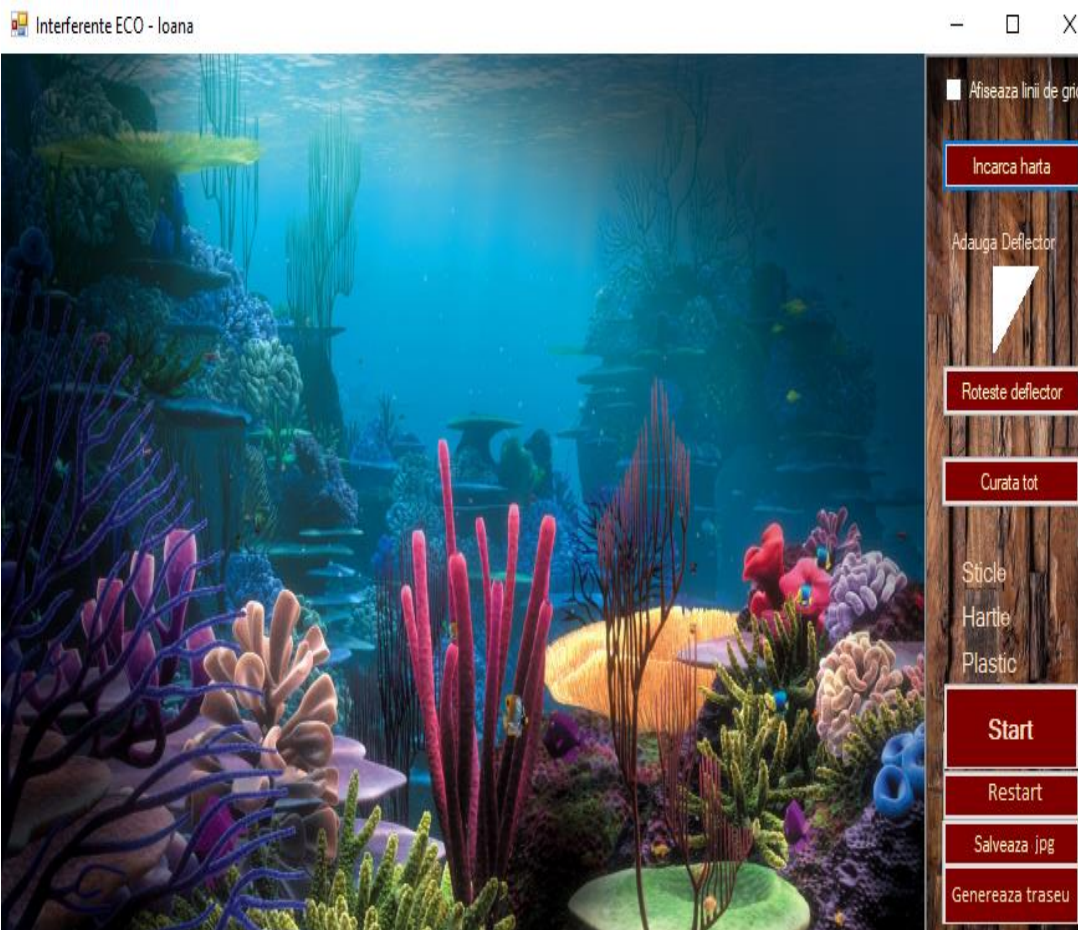 Interferente ECO - Ioana
Afiseaza linii de gric
Incarca harta
Adauga Deflector
Roteste deflector
Curata tot
Sticle
Hartie
Plastic
Start
Restart
Salveaza .jpg
Genereaza traseu